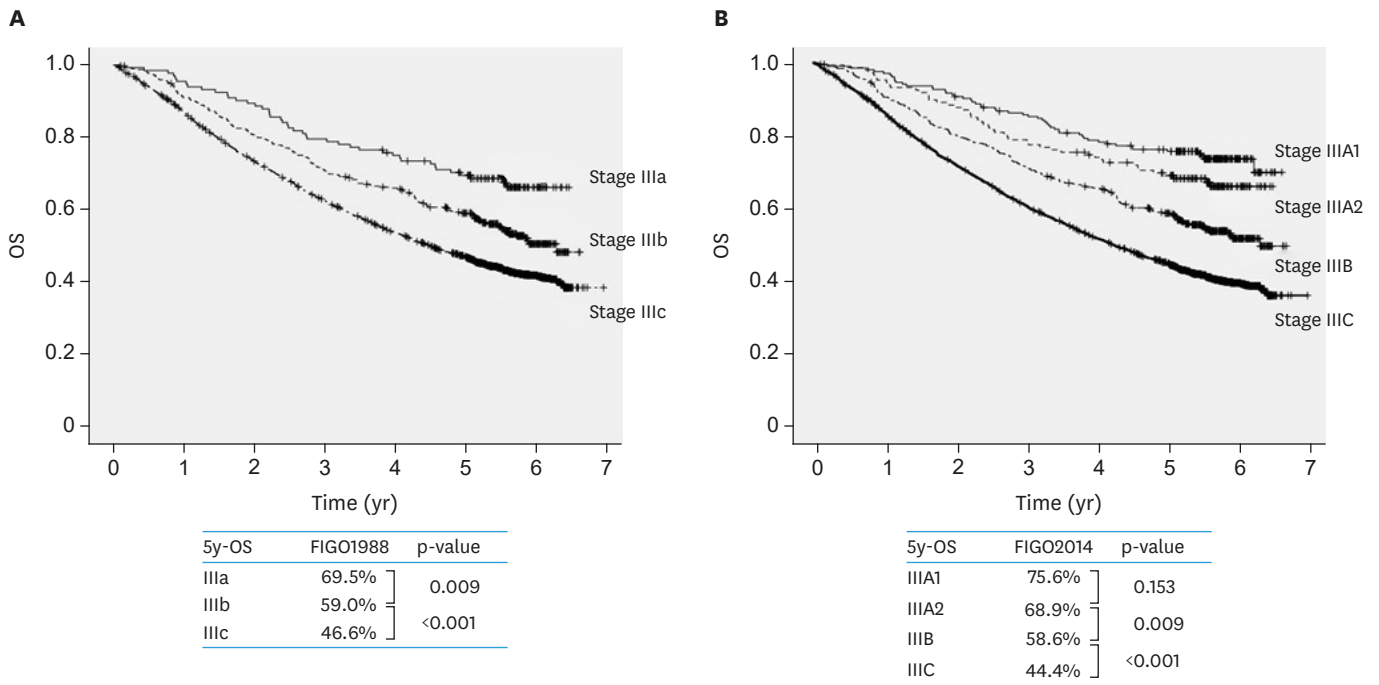 A
1.0
0.8
0.6
0.4
0.2
0
OS
0 1 2 3 4 5 6 7
Time (yr)
Stage IIIa
Stage IIIb
Stage IIIc
5y-OS FIGO1988 p-value
IIIa 69.5%
0.009
IIIb 59.0%
<0.001
IIIc 46.6%
B
1.0
0.8
0.6
0.4
0.2
0
OS
0 1 2 3 4 5 6 7
Time (yr)
Stage IIIA1
Stage IIIA2
Stage IIIB
Stage IIIC
5y-OS FIGO2014 p-value
IIIA1 75.6%
0.153
IIIA2 68.9%
0.009
IIIB 58.6%
<0.001
IIIC 44.4%